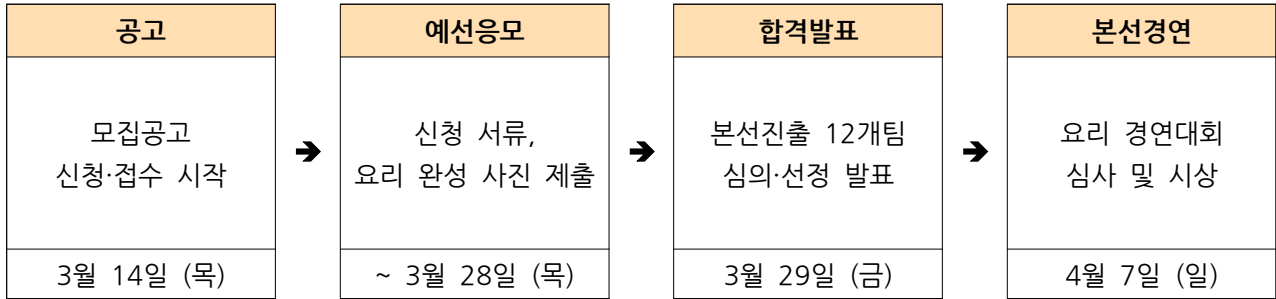 공고
모집공고
신청·접수 시작
3월 14일 (목)
➔
예선응모
신청 서류,
요리 완성 사진 제출
~ 3월 28일 (목)
➔
합격발표
본선진출 12개팀
심의·선정 발표
3월 29일 (금)
➔
본선경연
요리 경연대회
심사 및 시상
4월 7일 (일)